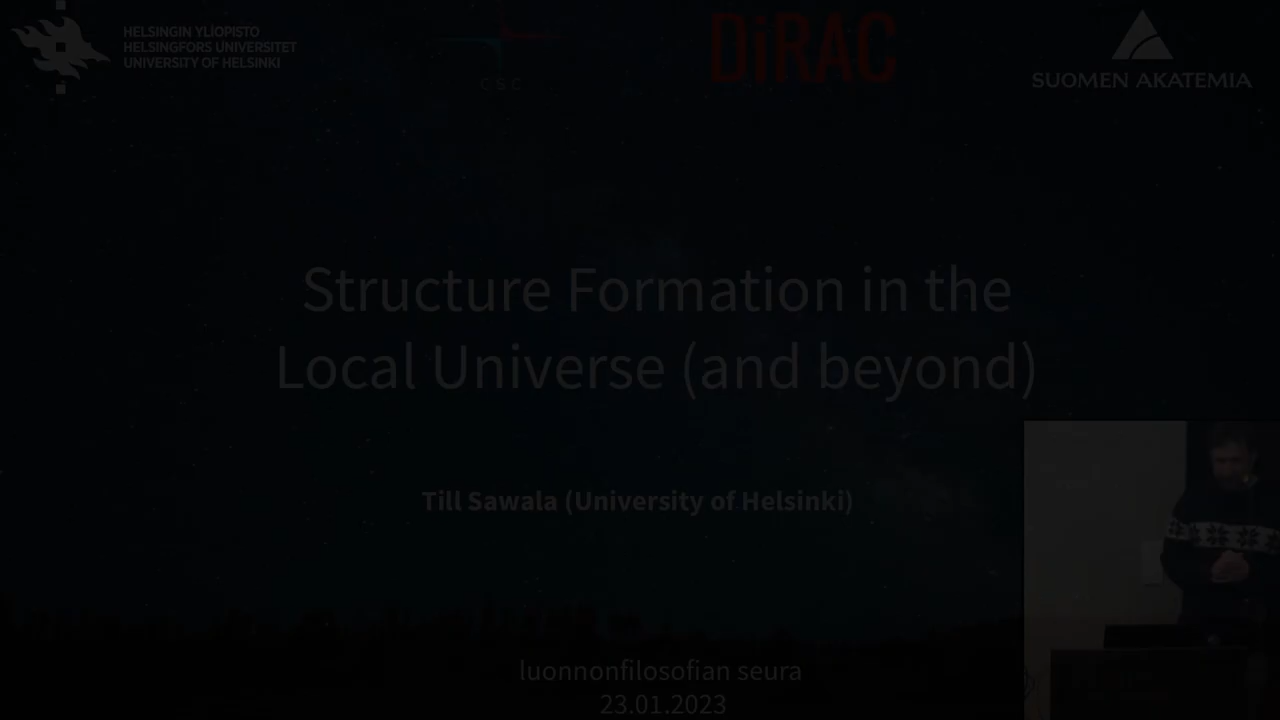 HELSINGIN YLIOPISTO
HELSINGFORS UNIVERSITET
UNIVERSITY OF HELSINKI
CSC
DiRAC
SUOMEN AKATEMIA
Structure Formation in the
Local Universe (and beyond)
Till Sawala (University of Helsinki)
luonnonfilosofian seura
23.01.2023